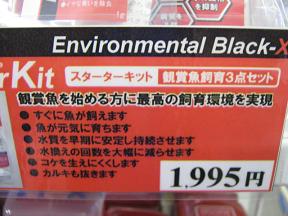 Environmental Black-X
rKit スターターキット 観賞魚飼育3点セット
観賞魚を始める方に最高の飼育環境を実現
●すぐに魚が飼えます
●魚が元気に育ちます
●水質を早期に安定し持続させます
●水換えの回数を大幅に減らせます
●コケを生えにくくします
●カルキも抜きます
1,995円